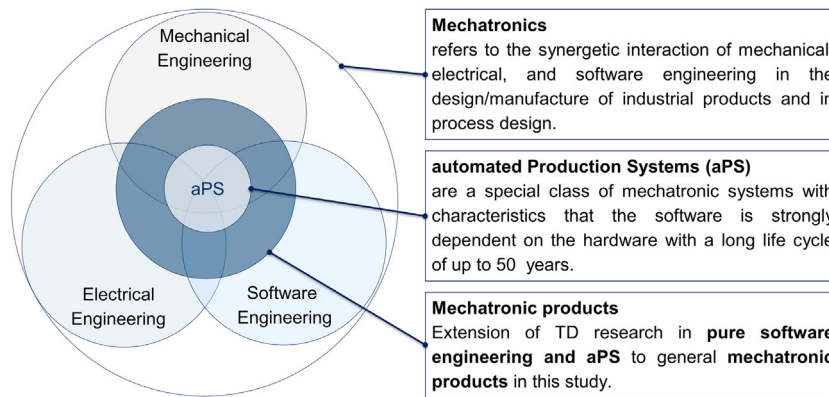 Mechanical
Engineering
aPS
Electrical
Engineering
Software
Engineering
Mechatronics
refers to the synergetic interaction of mechanical
electrical, and software engineering in the
design/manufacture of industrial products and in
process design.
automated Production Systems (aPS)
are a special class of mechatronic systems with
characteristics that the software is strongly
dependent on the hardware with a long life cycle
of up to 50 years.
Mechatronic products
Extension of TD research in pure software
engineering and aPS to general mechatronic
products in this study.